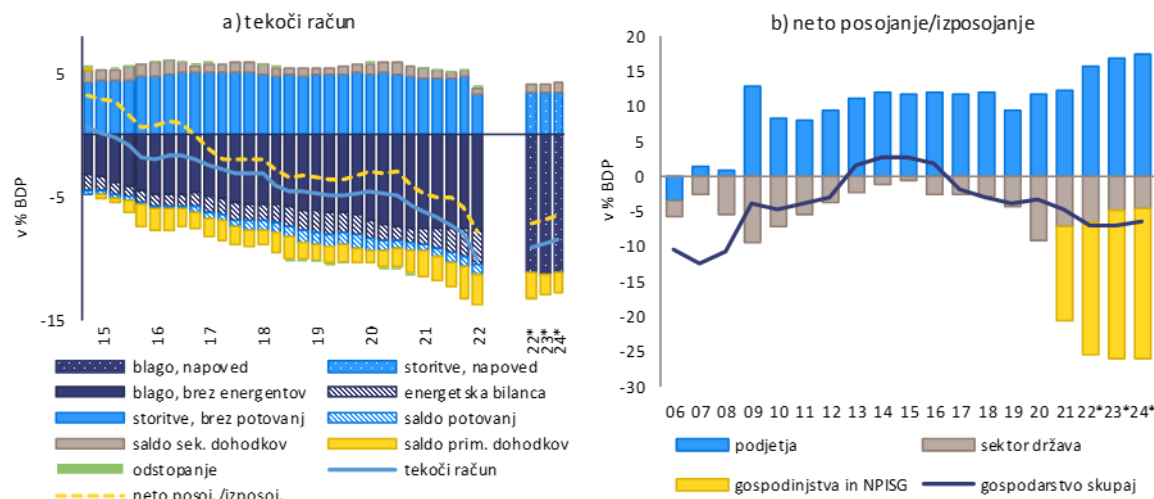 a) tekoči račun
v % BDP
5
-5
-15
15 16 17 18 19 19 20 21 22 22* 23* 24*
blago, napoved
storitve, napoved
blago, brez energentov
energetska bilanca
storitve, brez potovanj
saldo potovanj
saldo sek. dohodkov
saldo prim. dohodkov
odstopanje
tekoči račun
neto posoj./izposoj.
b) neto posojanje/izposojanje
v % BDP
20
15
10
5
0
-5
-10
-15
-20
-25
-30
06 07 08 09 10 11 12 13 14 15 16 17 18 19 20 21 22* 23* 24*
podjetja
sektor država
gospodinjstva in NPISG
gospodarstvo skupaj